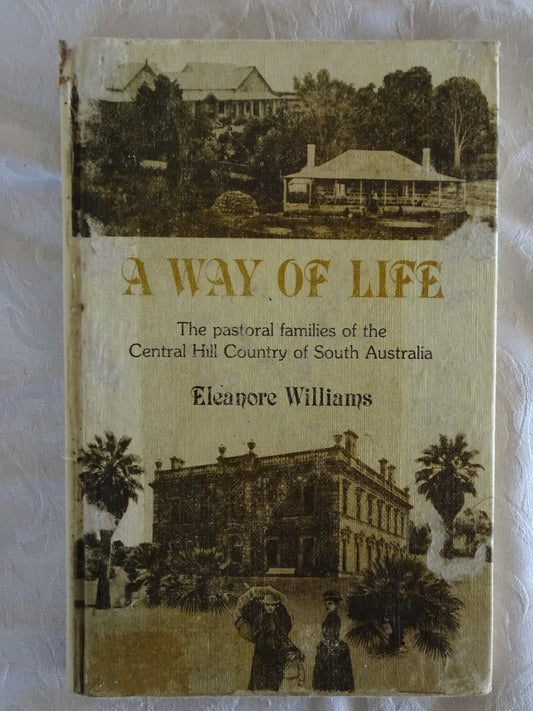 A WAY OF LIFE
The pastoral families of the
Central Hill Country of South Australia
Eleanore Williams